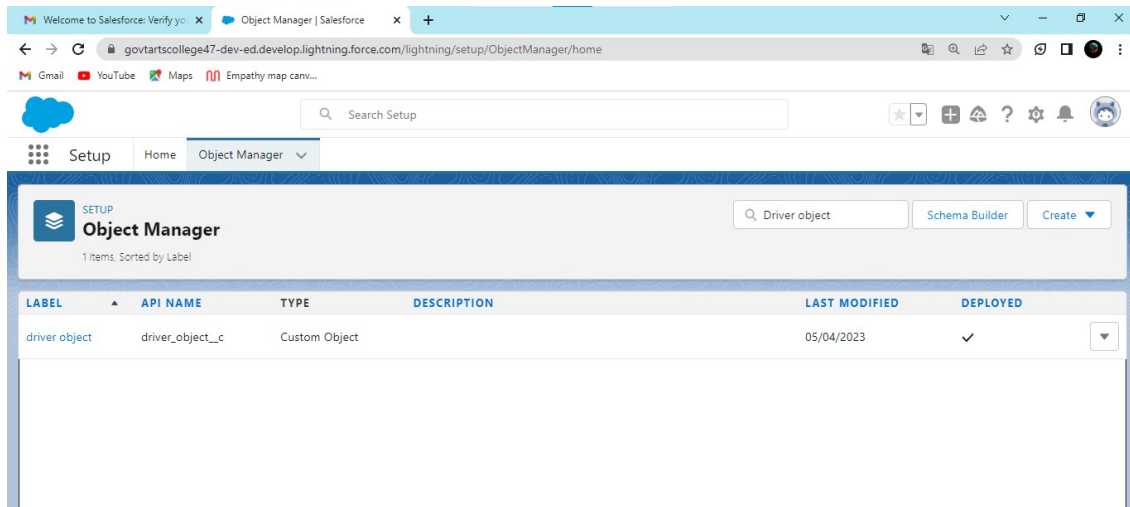 Welcome to Salesforce: Verify yo
Object Manager | Salesforce
govtartscollege47-dev-ed.develop.lightning.force.com/lightning/setup/ObjectManager/home
Gmail YouTube Maps Empathy map canv...
Search Setup
Setup Home Object Manager
SETUP
Object Manager
1 Items, Sorted by Label
Driver object Schema Builder Create
LABEL API NAME TYPE DESCRIPTION LAST MODIFIED DEPLOYED
driver object driver_object__c Custom Object 05/04/2023